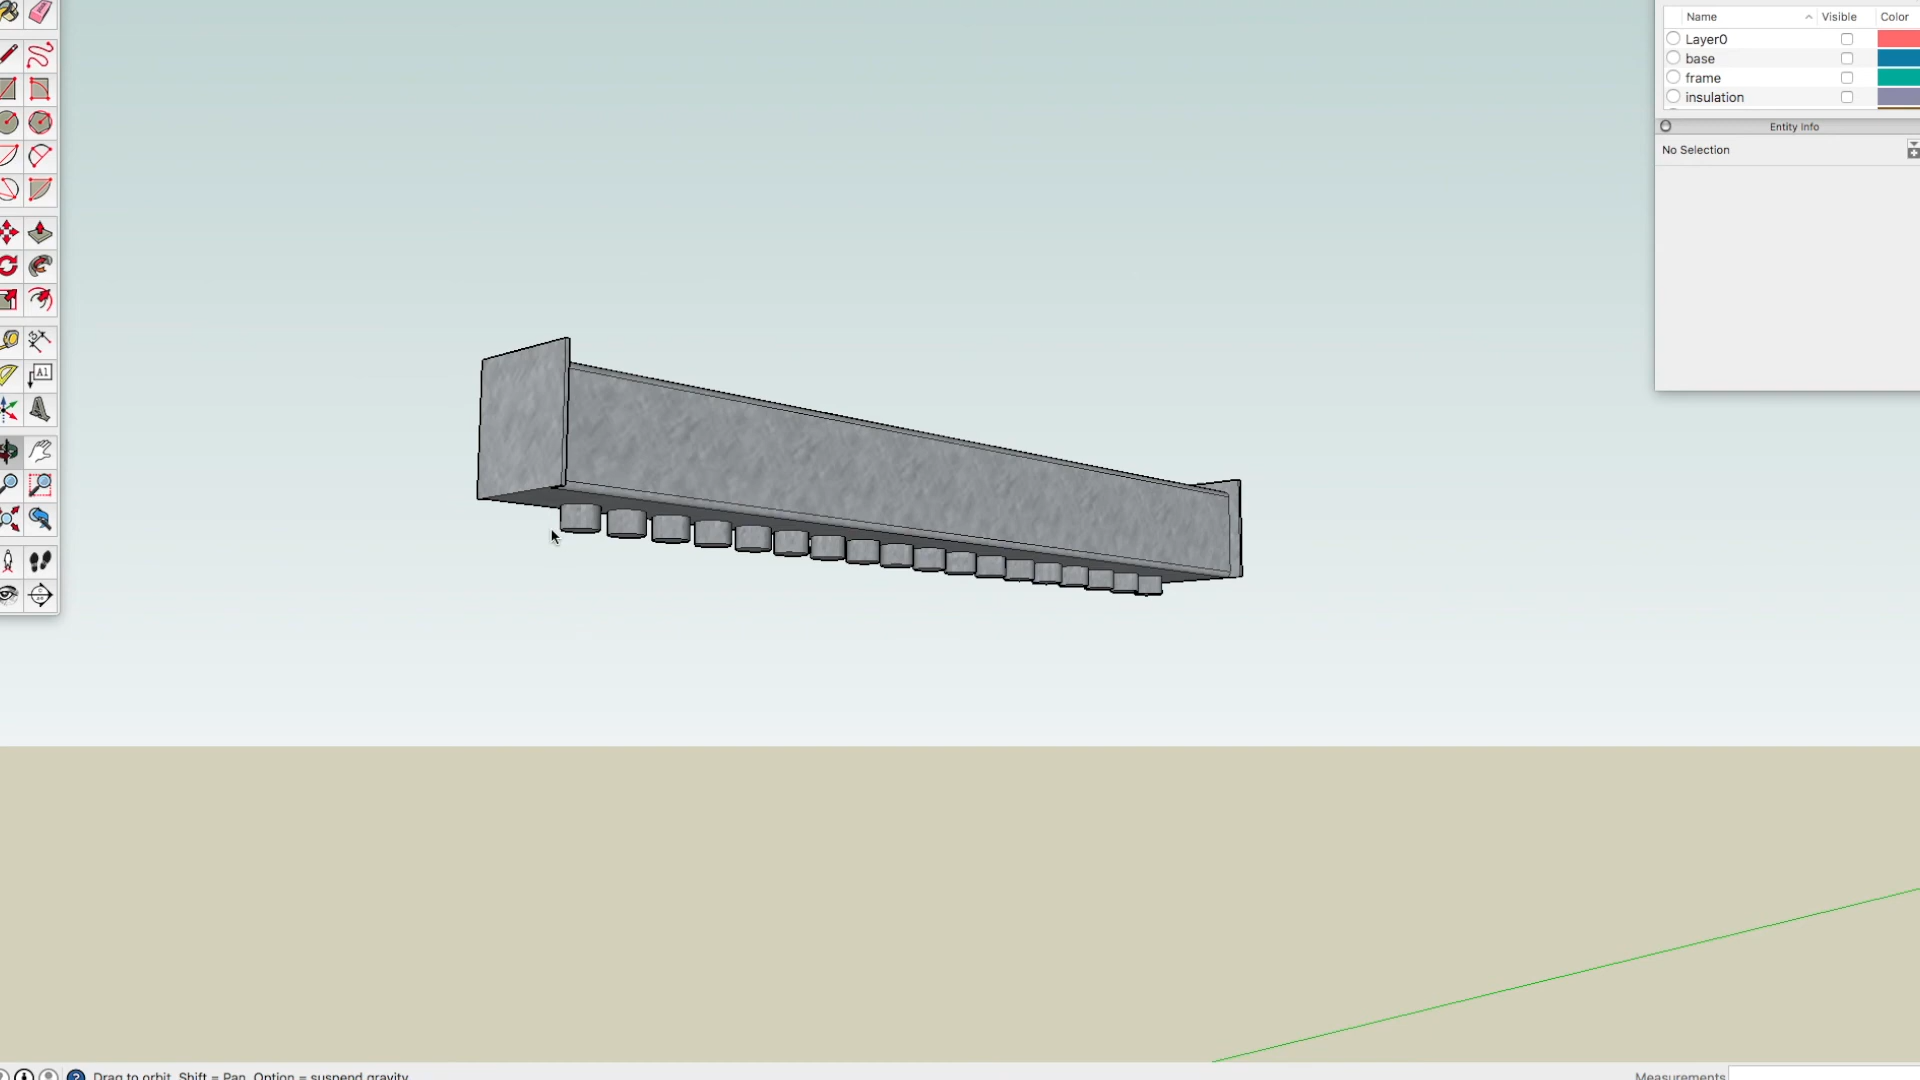 Name Visible Color
Layer0
base
frame
insulation
Entity Info
No Selection
A1
Drag to orbit. Shift = Pan, Option = suspend gravity
Measurements